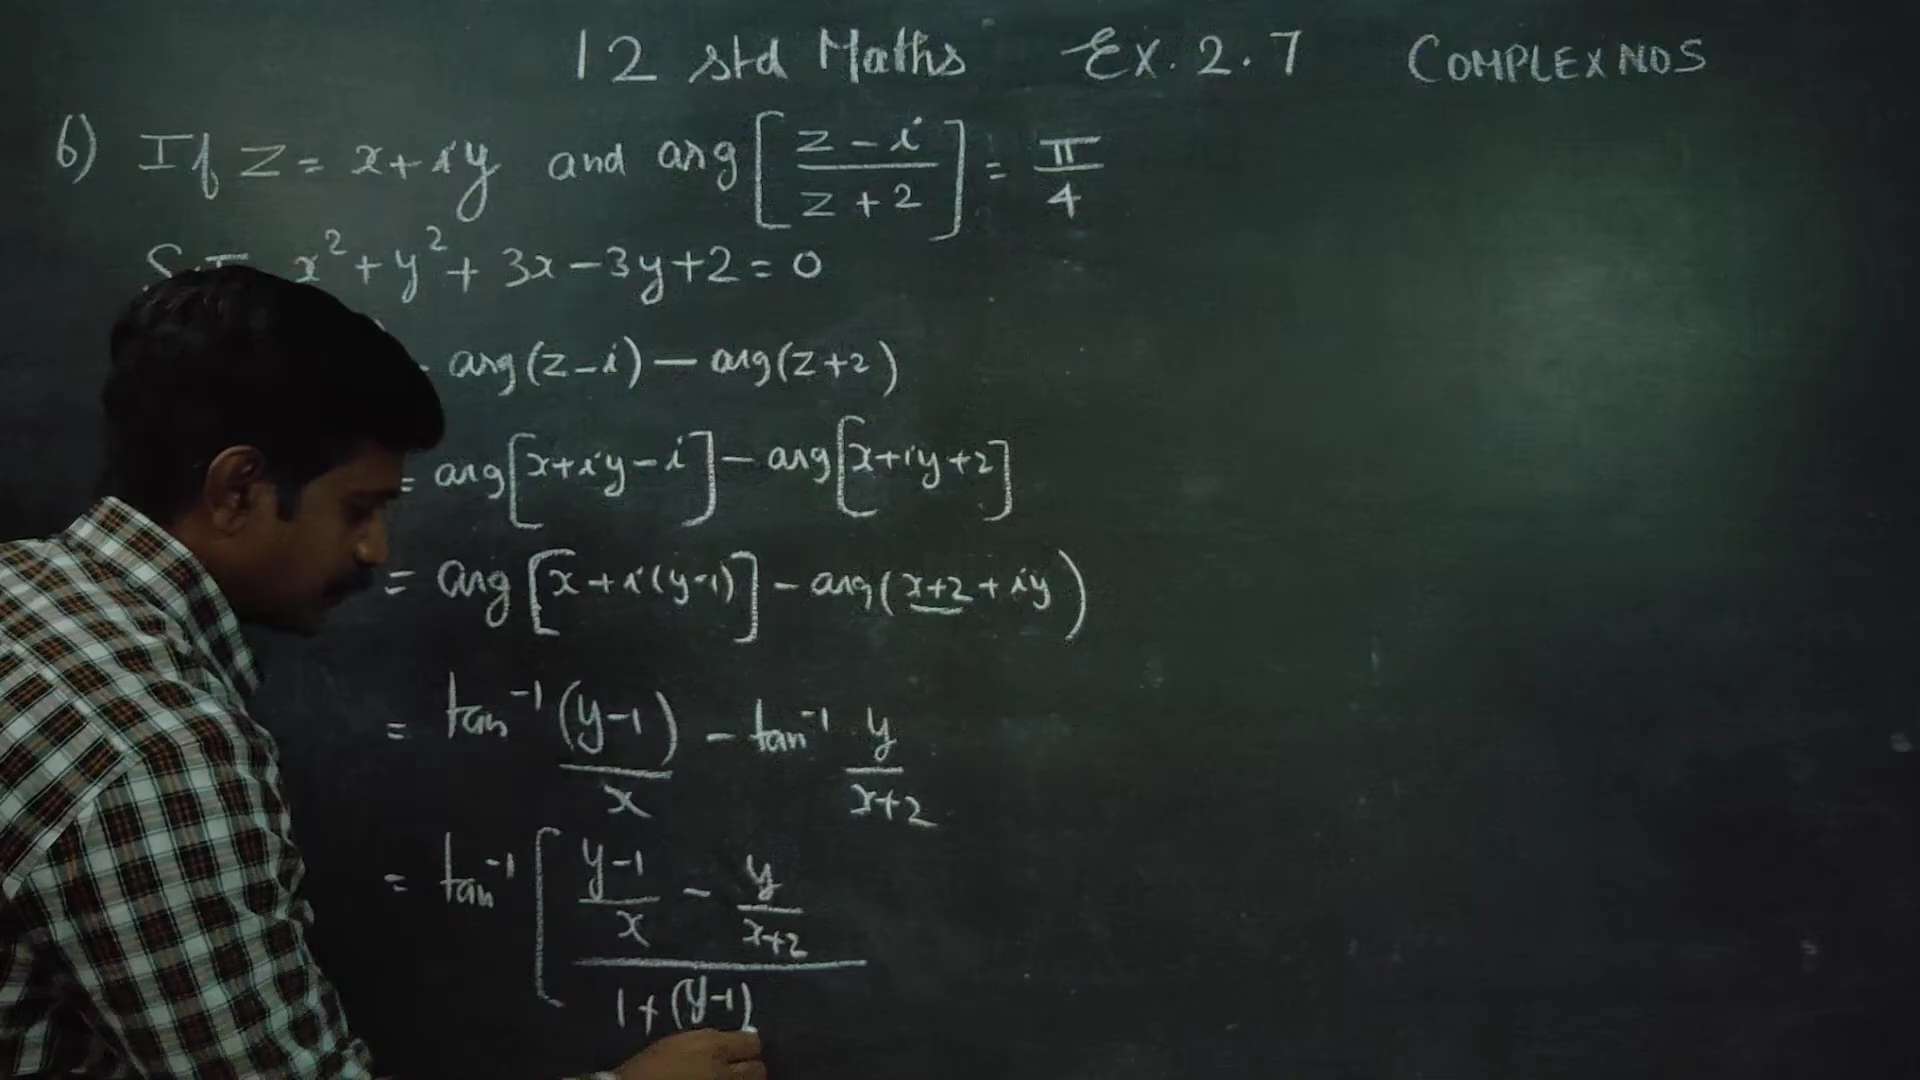 12 std Maths Ex. 2.7 COMPLEX NOS
6) If z = x+iy and arg[(z-i)/(z+2)] = π/4
x²+y²+3x-3y+2=0
arg(z-i) - arg(z+2)
= arg[x+iy-i] - arg[x+iy+2]
= arg[x+i(y-1)] - arg(x+2+iy)
= tan⁻¹ (y-1)/x - tan⁻¹ y/(x+2)
= tan⁻¹ [ (y-1)/x - y/(x+2)
1+(y-1)